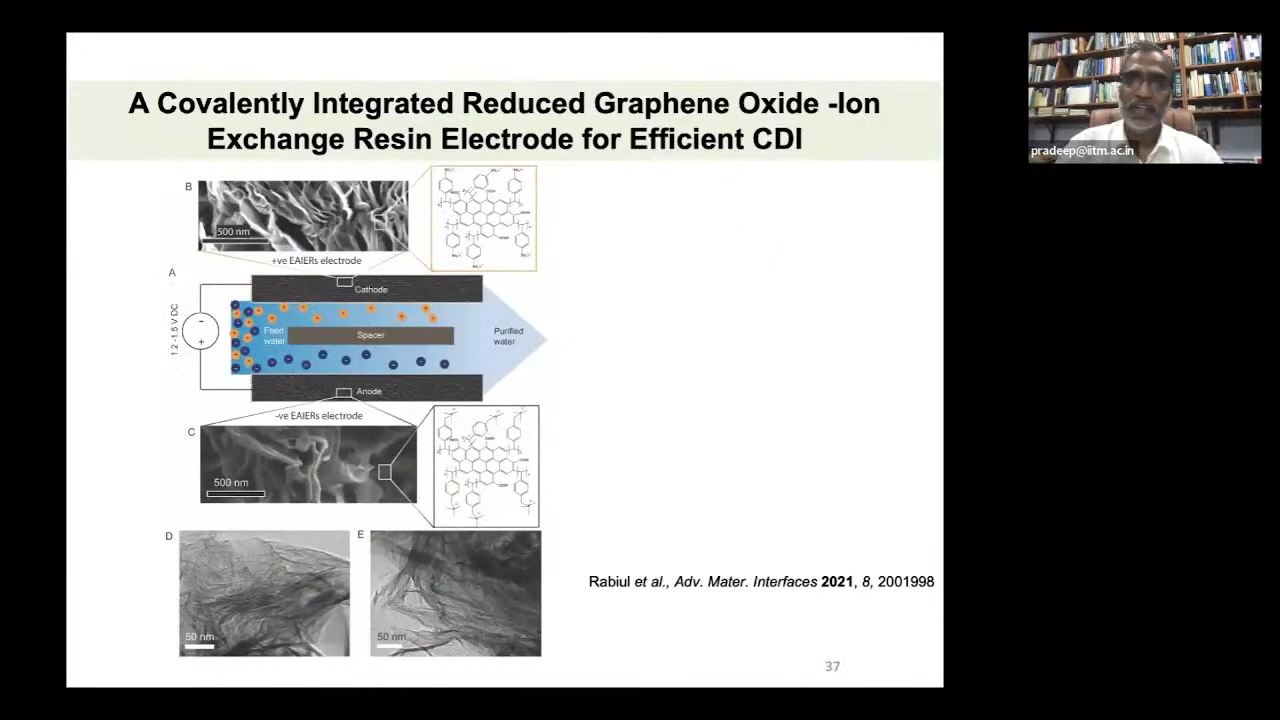 A Covalently Integrated Reduced Graphene Oxide -Ion
Exchange Resin Electrode for Efficient CDI
B
500 nm
+ve EAIERs electrode
A
Cathode
1.2 -1.5 V DC
Feed
water
Spacer
Purified
water
Anode
-ve EAIERs electrode
C
500 nm
D
50 nm
E
50 nm
Rabiul et al., Adv. Mater. Interfaces 2021, 8, 2001998
37
pradeep@iitm.ac.in